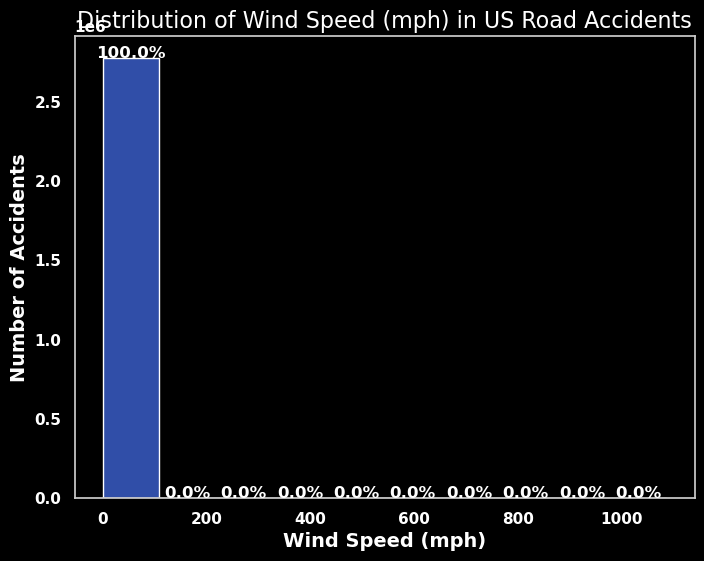 Distribution of Wind Speed (mph) in US Road Accidents
1e6
100.0%
2.5
2.0
1.5
1.0
0.5
0.0
Number of Accidents
0.0% 0.0% 0.0% 0.0% 0.0% 0.0% 0.0% 0.0% 0.0%
0 200 400 600 800 1000
Wind Speed (mph)